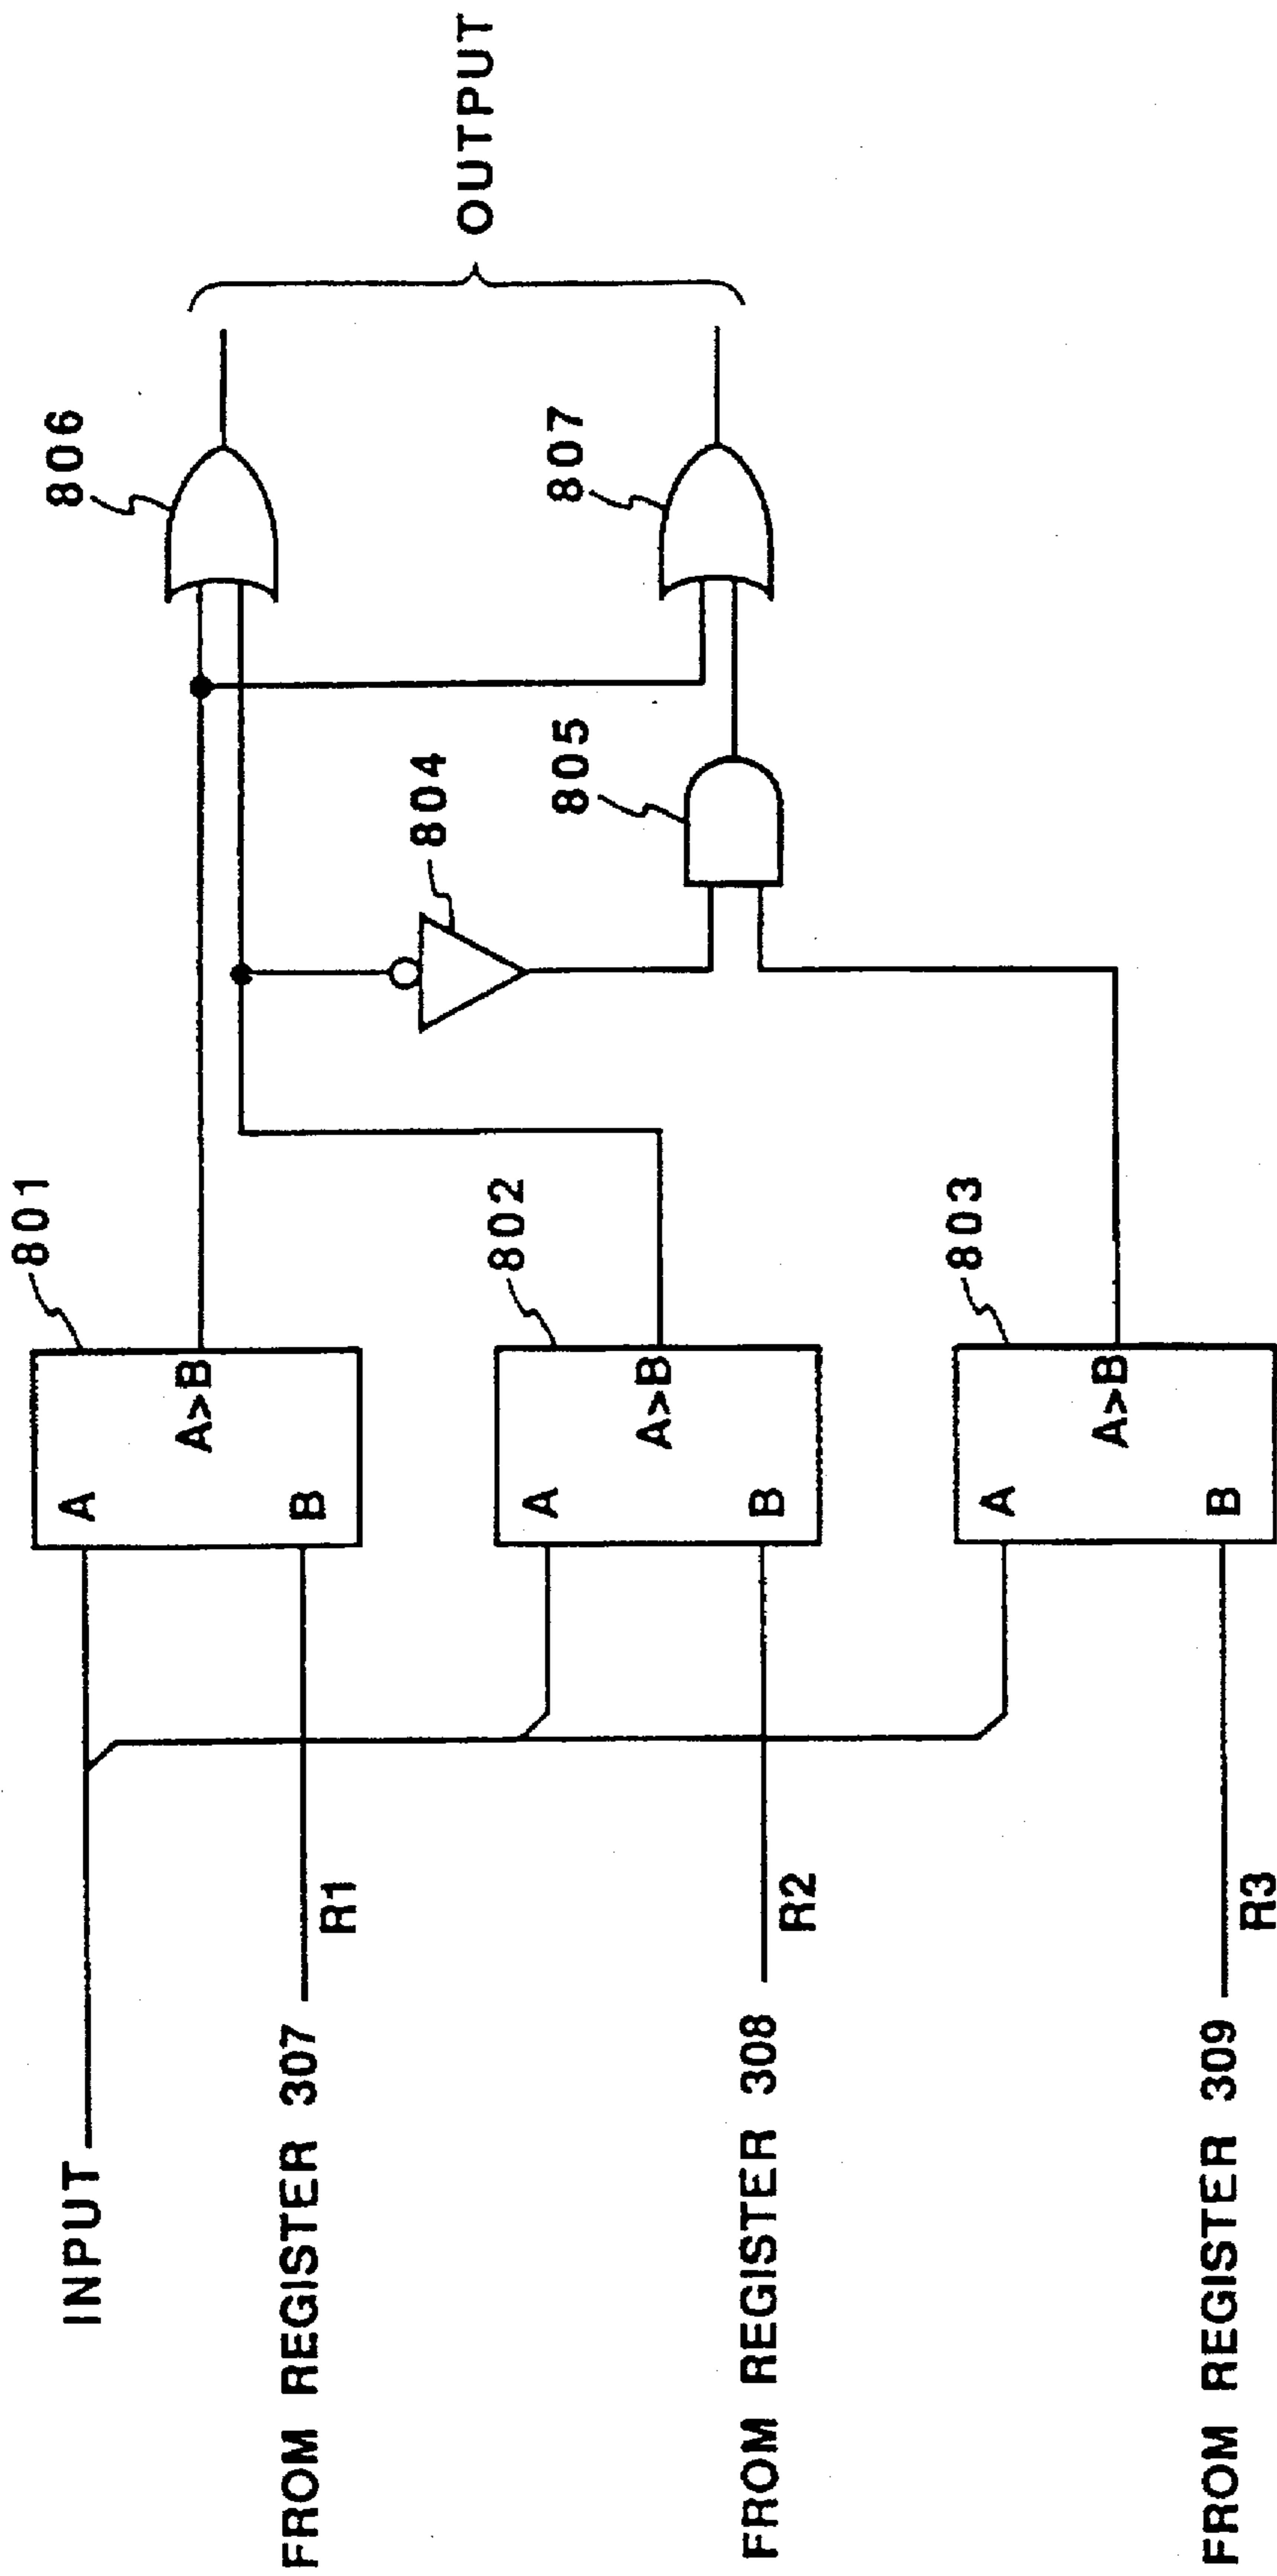 INPUT
FROM REGISTER 307
R1
FROM REGISTER 308
R2
FROM REGISTER 309
R3
801
A
B
A>B
802
A
B
A>B
803
A
B
A>B
804
805
806
807
OUTPUT